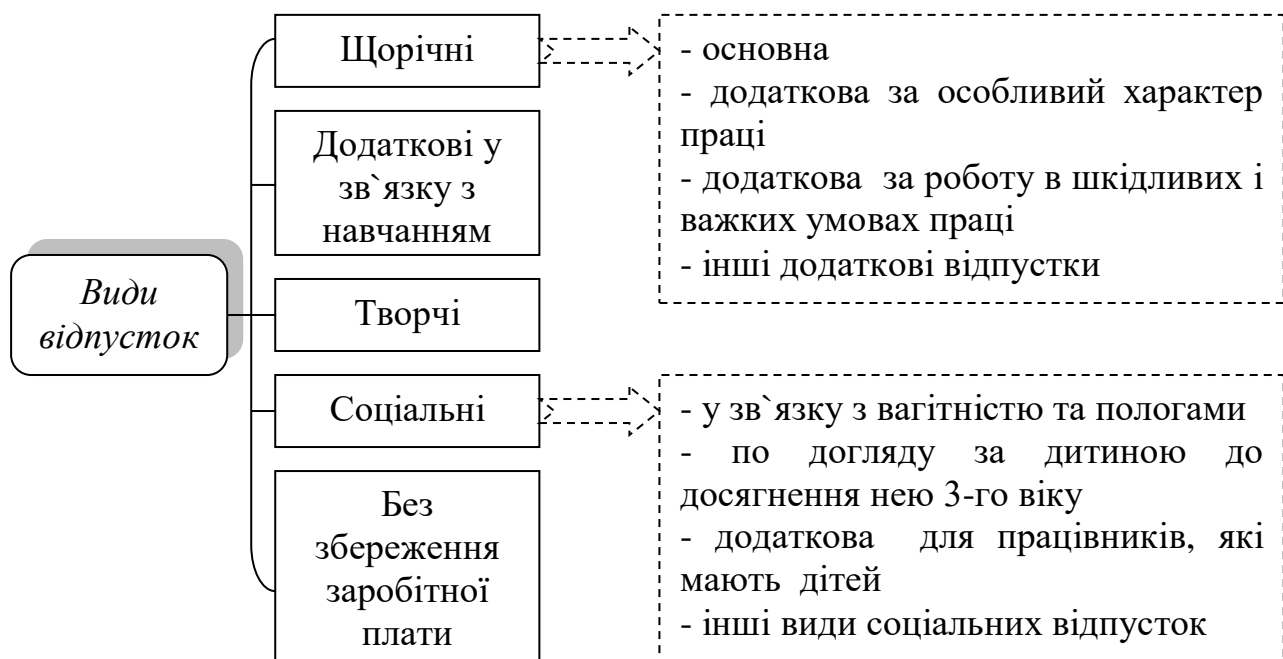 Види
відпусток
Щорічні
Додаткові у
зв`язку з
навчанням
Творчі
Соціальні
Без
збереження
заробітної
плати
- основна
- додаткова за особливий характер
праці
- додаткова за роботу в шкідливих і
важких умовах праці
- інші додаткові відпустки
- у зв`язку з вагітністю та пологами
- по догляду за дитиною до
досягнення нею 3-го віку
- додаткова для працівників, які
мають дітей
- інші види соціальних відпусток